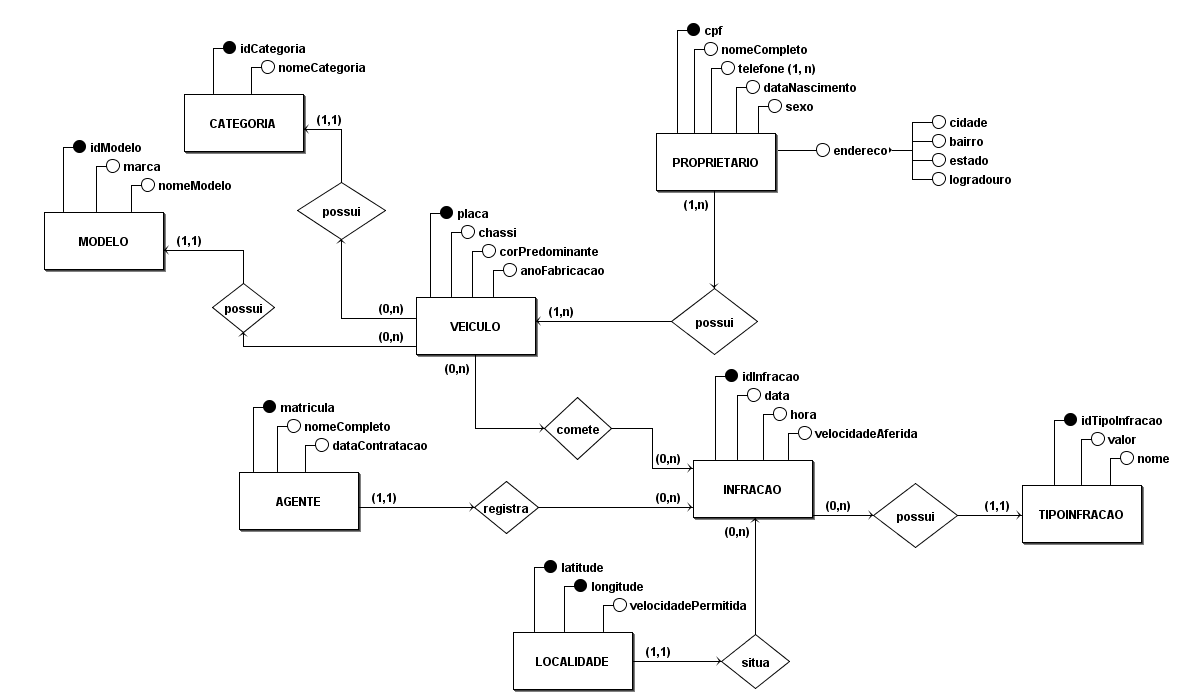 cpf
nomeCompleto
telefone (1, n)
dataNascimento
sexo
PROPRIETARIO
endereco
cidade
bairro
estado
logradouro
(1,n)
idCategoria
nomeCategoria
CATEGORIA
(1,1)
possui
idModelo
marca
nomeModelo
MODELO
(1,1)
possui
placa
chassi
corPredominante
anoFabricacao
VEICULO
(0,n)
(0,n)
(1,n)
possui
(0,n)
comete
(0,n)
idInfracao
data
hora
velocidadeAferida
INFRACAO
matricula
nomeCompleto
dataContratacao
AGENTE
(1,1)
registra
(0,n)
(0,n)
possui
(1,1)
idTipoInfracao
valor
nome
TIPOINFRACAO
(0,n)
latitude
longitude
velocidadePermitida
LOCALIDADE
(1,1)
situa